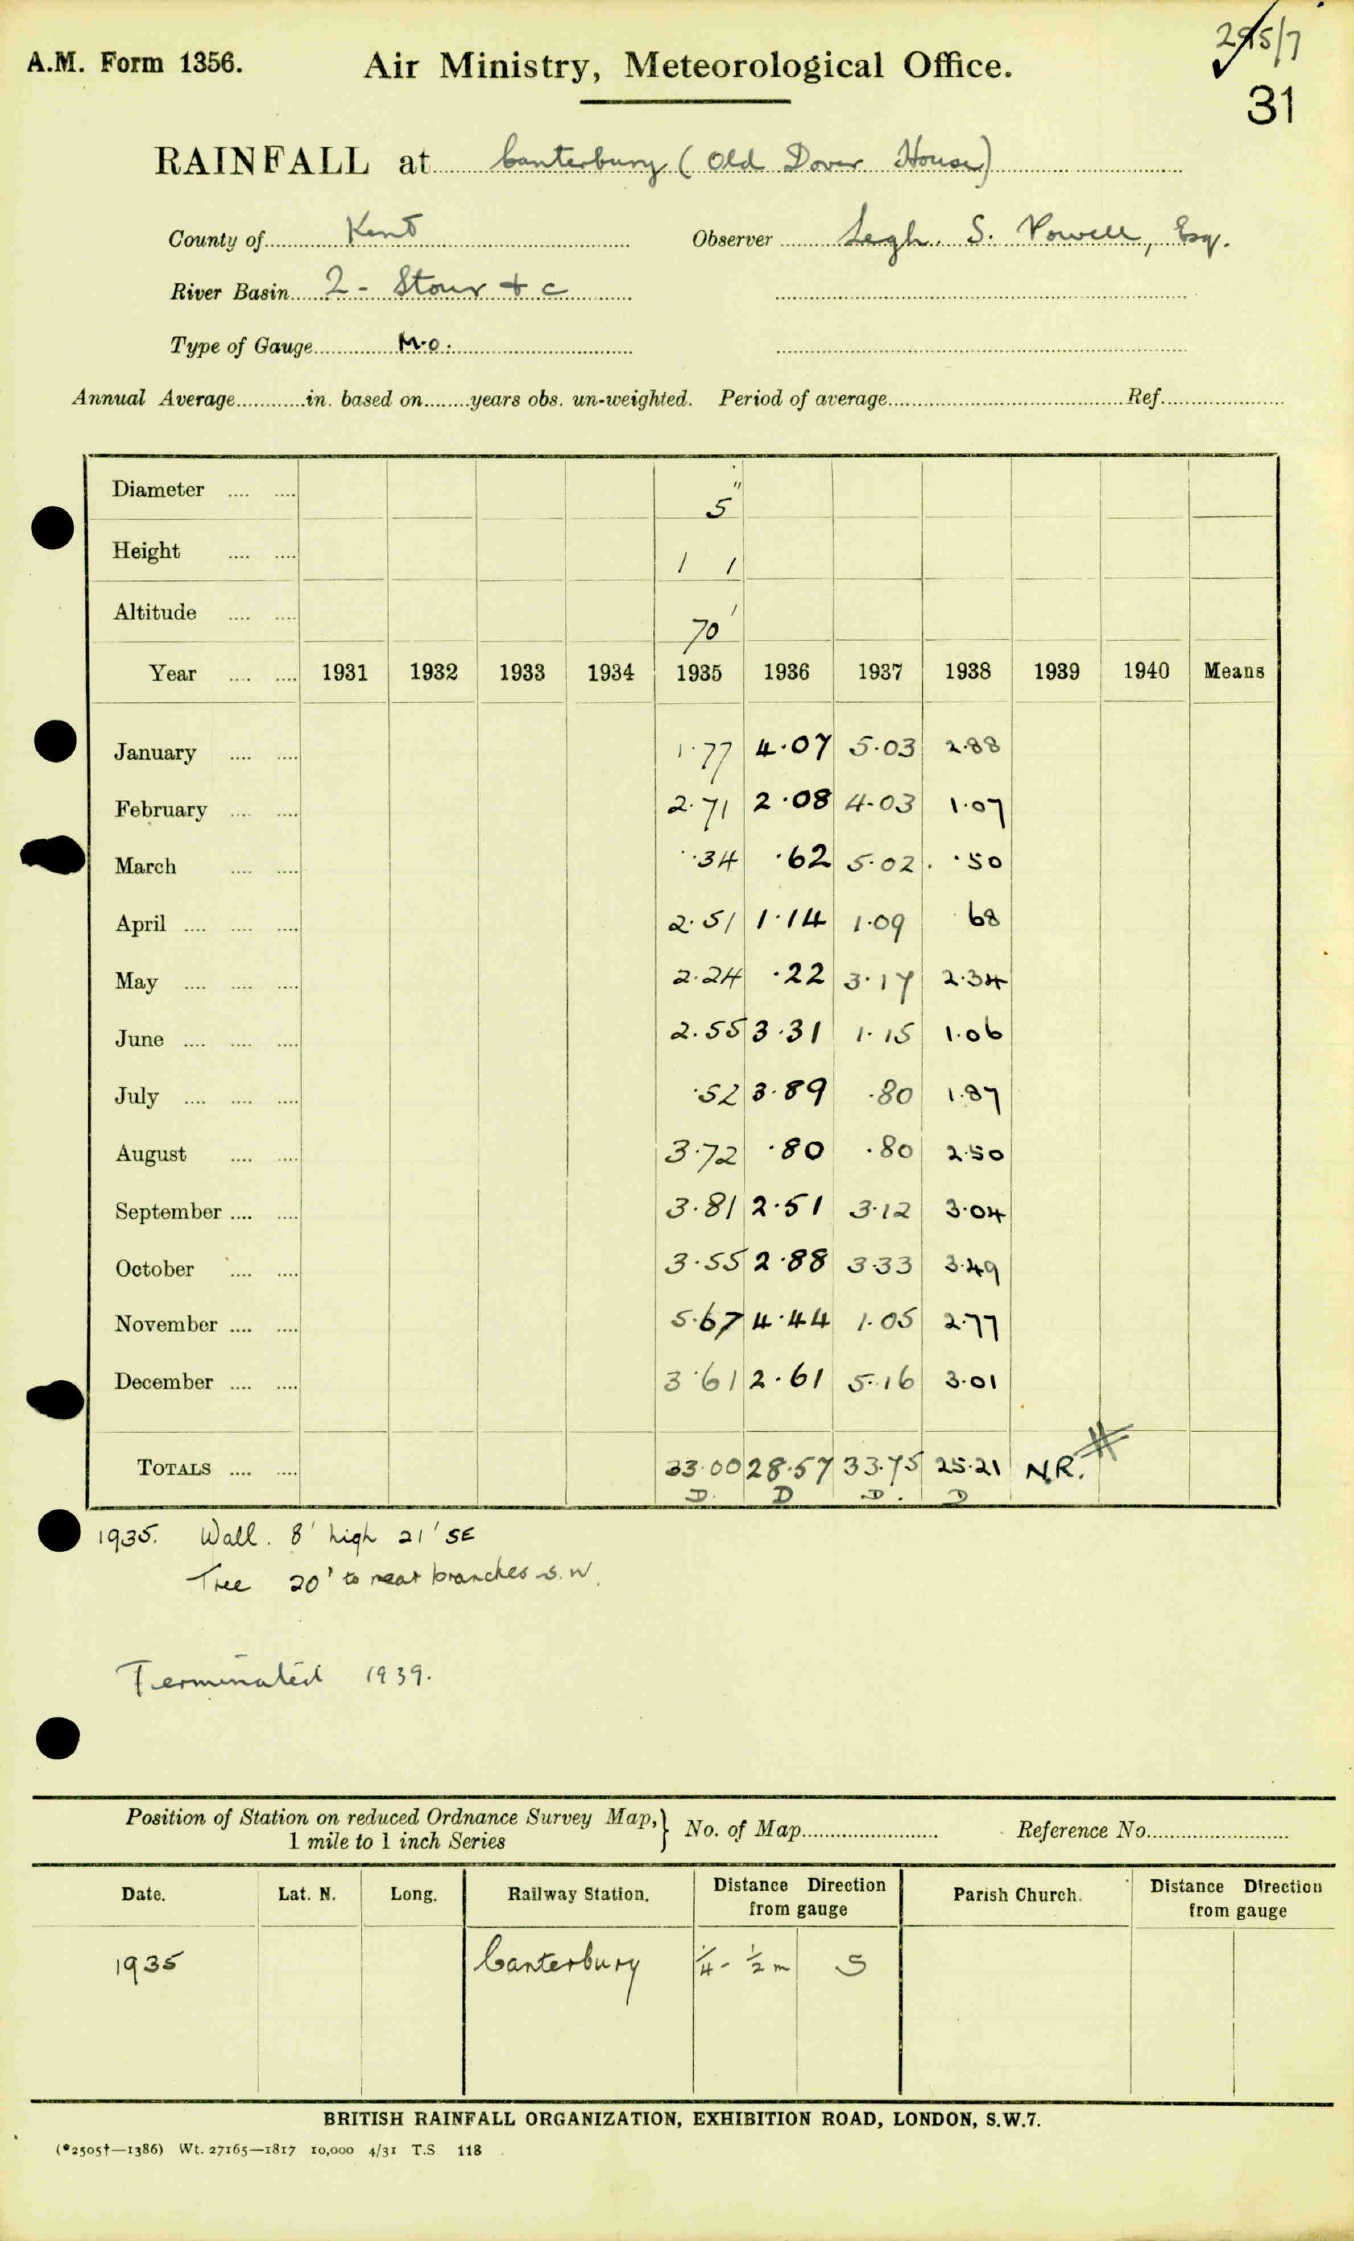 295/7
A.M. Form 1356. Air Ministry, Meteorological Office.
31
RAINFALL at Canterbury (Old Dover House)
County of Kent Observer Legh. S. Powell, Esq.
River Basin 2 - Stour & c
Type of Gauge M.O.
Annual Average in. based on years obs. un-weighted. Period of average Ref.
Diameter 5"
Height 1 1
Altitude 70'
Year 1931 1932 1933 1934 1935 1936 1937 1938 1939 1940 Means
January 1.77 4.07 5.03 2.88
February 2.71 2.08 4.03 1.07
March .34 .62 5.02 .50
April 2.51 1.14 1.09 68
May 2.24 .22 3.17 2.34
June 2.55 3.31 1.15 1.06
July .52 3.89 .80 1.87
August 3.72 .80 .80 2.50
September 3.81 2.51 3.12 3.04
October 3.55 2.88 3.33 3.49
November 5.67 4.44 1.05 2.77
December 3.61 2.61 5.16 3.01
TOTALS 33.00 28.57 33.75 25.21 N.R.
D. D D. D
1935. Wall. 8' high 21' SE
Tree 20' to near branches S.W.
Terminated 1939.
Position of Station on reduced Ordnance Survey Map, } No. of Map Reference No.
1 mile to 1 inch Series
Date. Lat. N. Long. Railway Station. Distance Direction from gauge Parish Church. Distance Direction from gauge
1935 Canterbury 1/4 - 1/2 m S
BRITISH RAINFALL ORGANIZATION, EXHIBITION ROAD, LONDON, S.W.7.
(*2505†—1386) Wt. 27165—1817 10,000 4/31 T.S 118